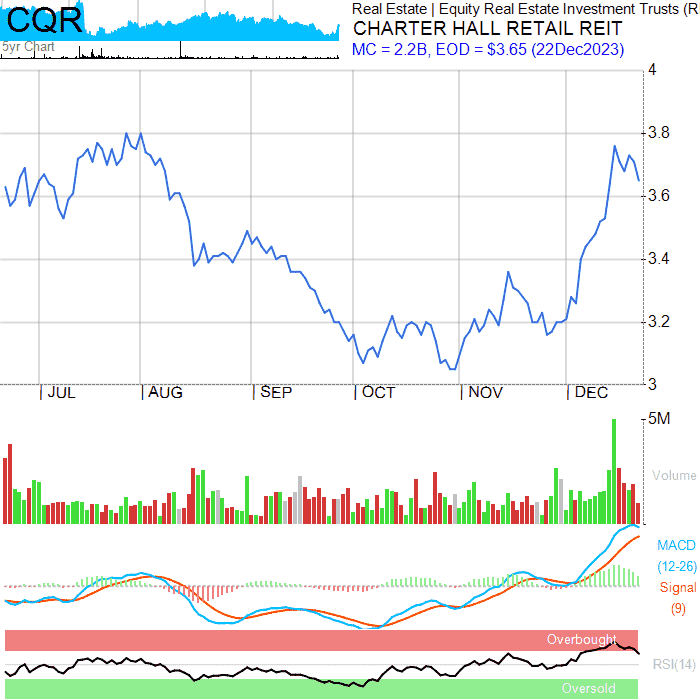 CQR
5yr Chart
Real Estate | Equity Real Estate Investment Trusts (R
CHARTER HALL RETAIL REIT
MC = 2.2B, EOD = $3.65 (22Dec2023)
4
3.8
3.6
3.4
3.2
3
JUL AUG SEP OCT NOV DEC
5M
Volume
MACD
(12-26)
Signal
(9)
Overbought
RSI(14)
Oversold